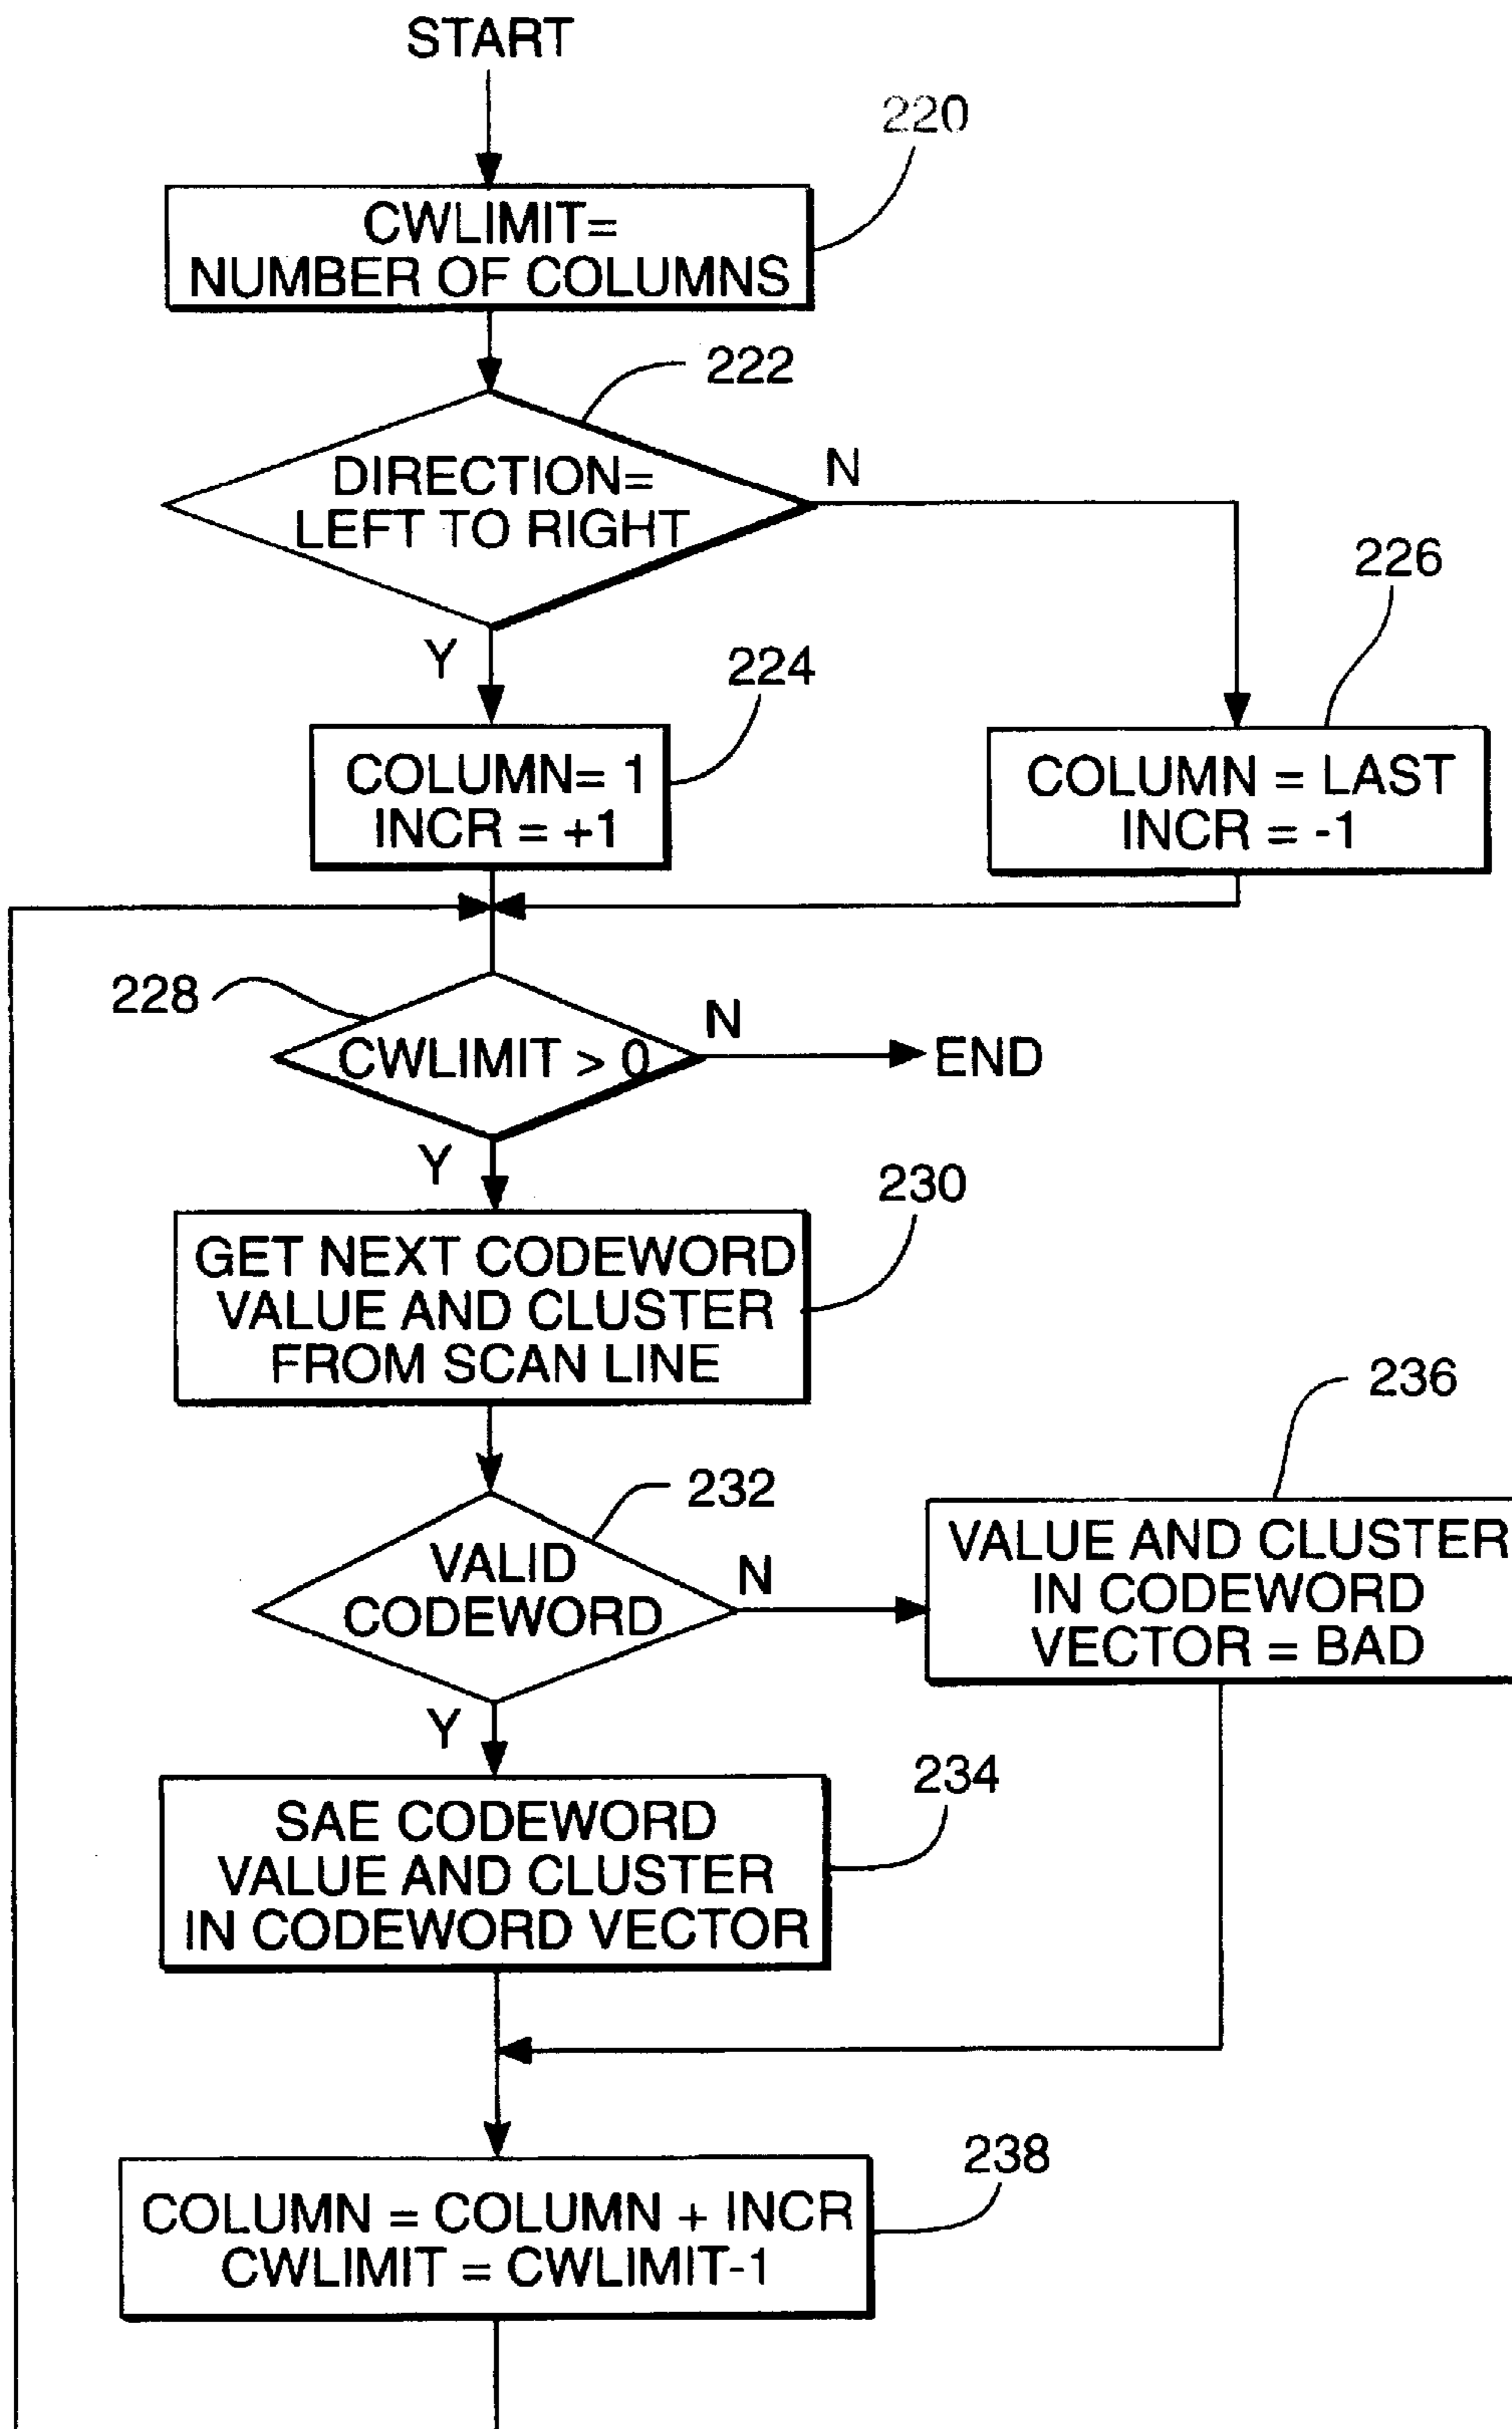 START
220
CWLIMIT=
NUMBER OF COLUMNS
222
DIRECTION=
LEFT TO RIGHT
N
226
Y
224
COLUMN= 1
INCR = +1
COLUMN = LAST
INCR = -1
228
CWLIMIT > 0
N
END
Y
230
GET NEXT CODEWORD
VALUE AND CLUSTER
FROM SCAN LINE
236
232
VALID
CODEWORD
N
VALUE AND CLUSTER
IN CODEWORD
VECTOR = BAD
Y
234
SAE CODEWORD
VALUE AND CLUSTER
IN CODEWORD VECTOR
238
COLUMN = COLUMN + INCR
CWLIMIT = CWLIMIT-1